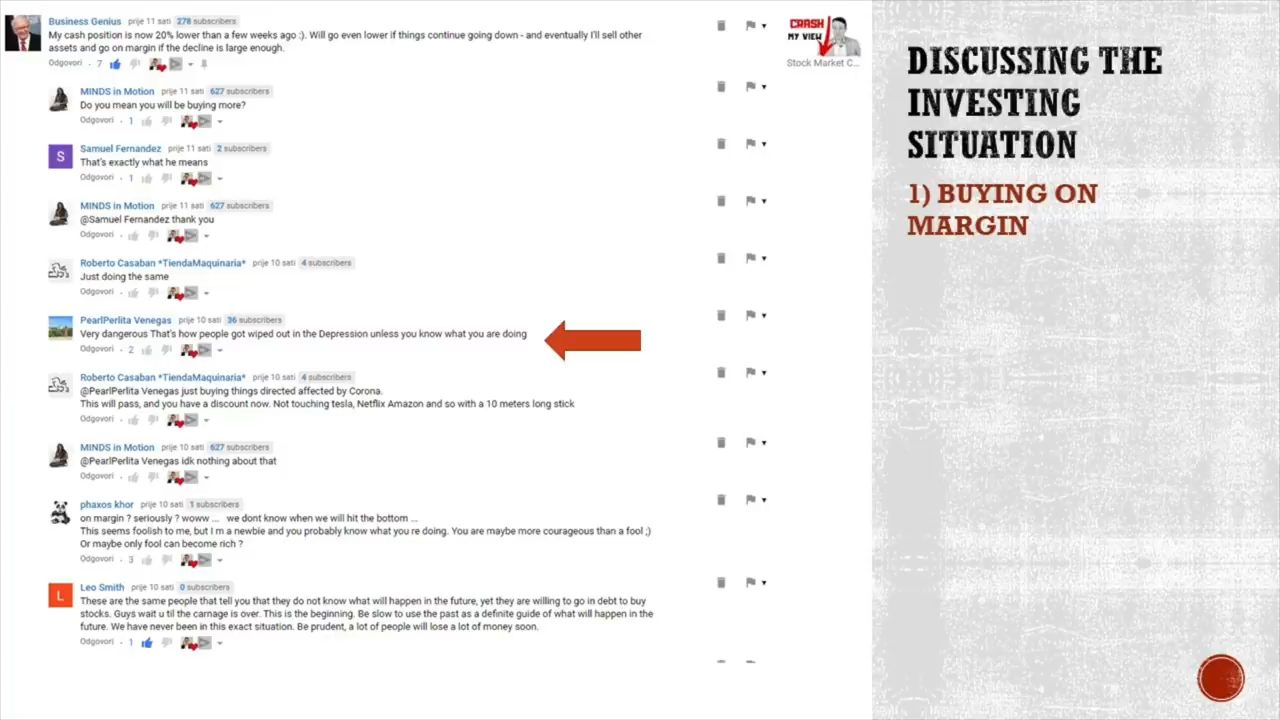 Business Genius prije 11 sati 278 subscribers
My cash position is now 20% lower than a few weeks ago :). Will go even lower if things continue going down - and eventually I'll sell other
assets and go on margin if the decline is large enough.
Odgovori · 7
MINDS in Motion prije 11 sati 627 subscribers
Do you mean you will be buying more?
Odgovori · 1
S
Samuel Fernandez prije 11 sati 2 subscribers
That's exactly what he means
Odgovori · 1
MINDS in Motion prije 11 sati 627 subscribers
@Samuel Fernandez thank you
Odgovori ·
Roberto Casaban *TiendaMaquinaria* prije 10 sati 4 subscribers
Just doing the same
Odgovori ·
PearlPerlita Venegas prije 10 sati 36 subscribers
Very dangerous That's how people got wiped out in the Depression unless you know what you are doing
Odgovori · 2
Roberto Casaban *TiendaMaquinaria* prije 10 sati 4 subscribers
@PearlPerlita Venegas just buying things directed affected by Corona.
This will pass, and you have a discount now. Not touching tesla, Netflix Amazon and so with a 10 meters long stick
Odgovori ·
MINDS in Motion prije 10 sati 627 subscribers
@PearlPerlita Venegas idk nothing about that
Odgovori ·
phaxos khor prije 10 sati 1 subscribers
on margin ? seriously ? woww ... we dont know when we will hit the bottom ...
This seems foolish to me, but I m a newbie and you probably know what you re doing. You are maybe more courageous than a fool ;)
Or maybe only fool can become rich ?
Odgovori · 3
L
Leo Smith prije 10 sati 0 subscribers
These are the same people that tell you that they do not know what will happen in the future, yet they are willing to go in debt to buy
stocks. Guys wait u til the carnage is over. This is the beginning. Be slow to use the past as a definite guide of what will happen in the
future. We have never been in this exact situation. Be prudent, a lot of people will lose a lot of money soon.
Odgovori · 1
CRASH
MY VIEW
Stock Market C...
DISCUSSING THE
INVESTING
SITUATION
1) BUYING ON
MARGIN